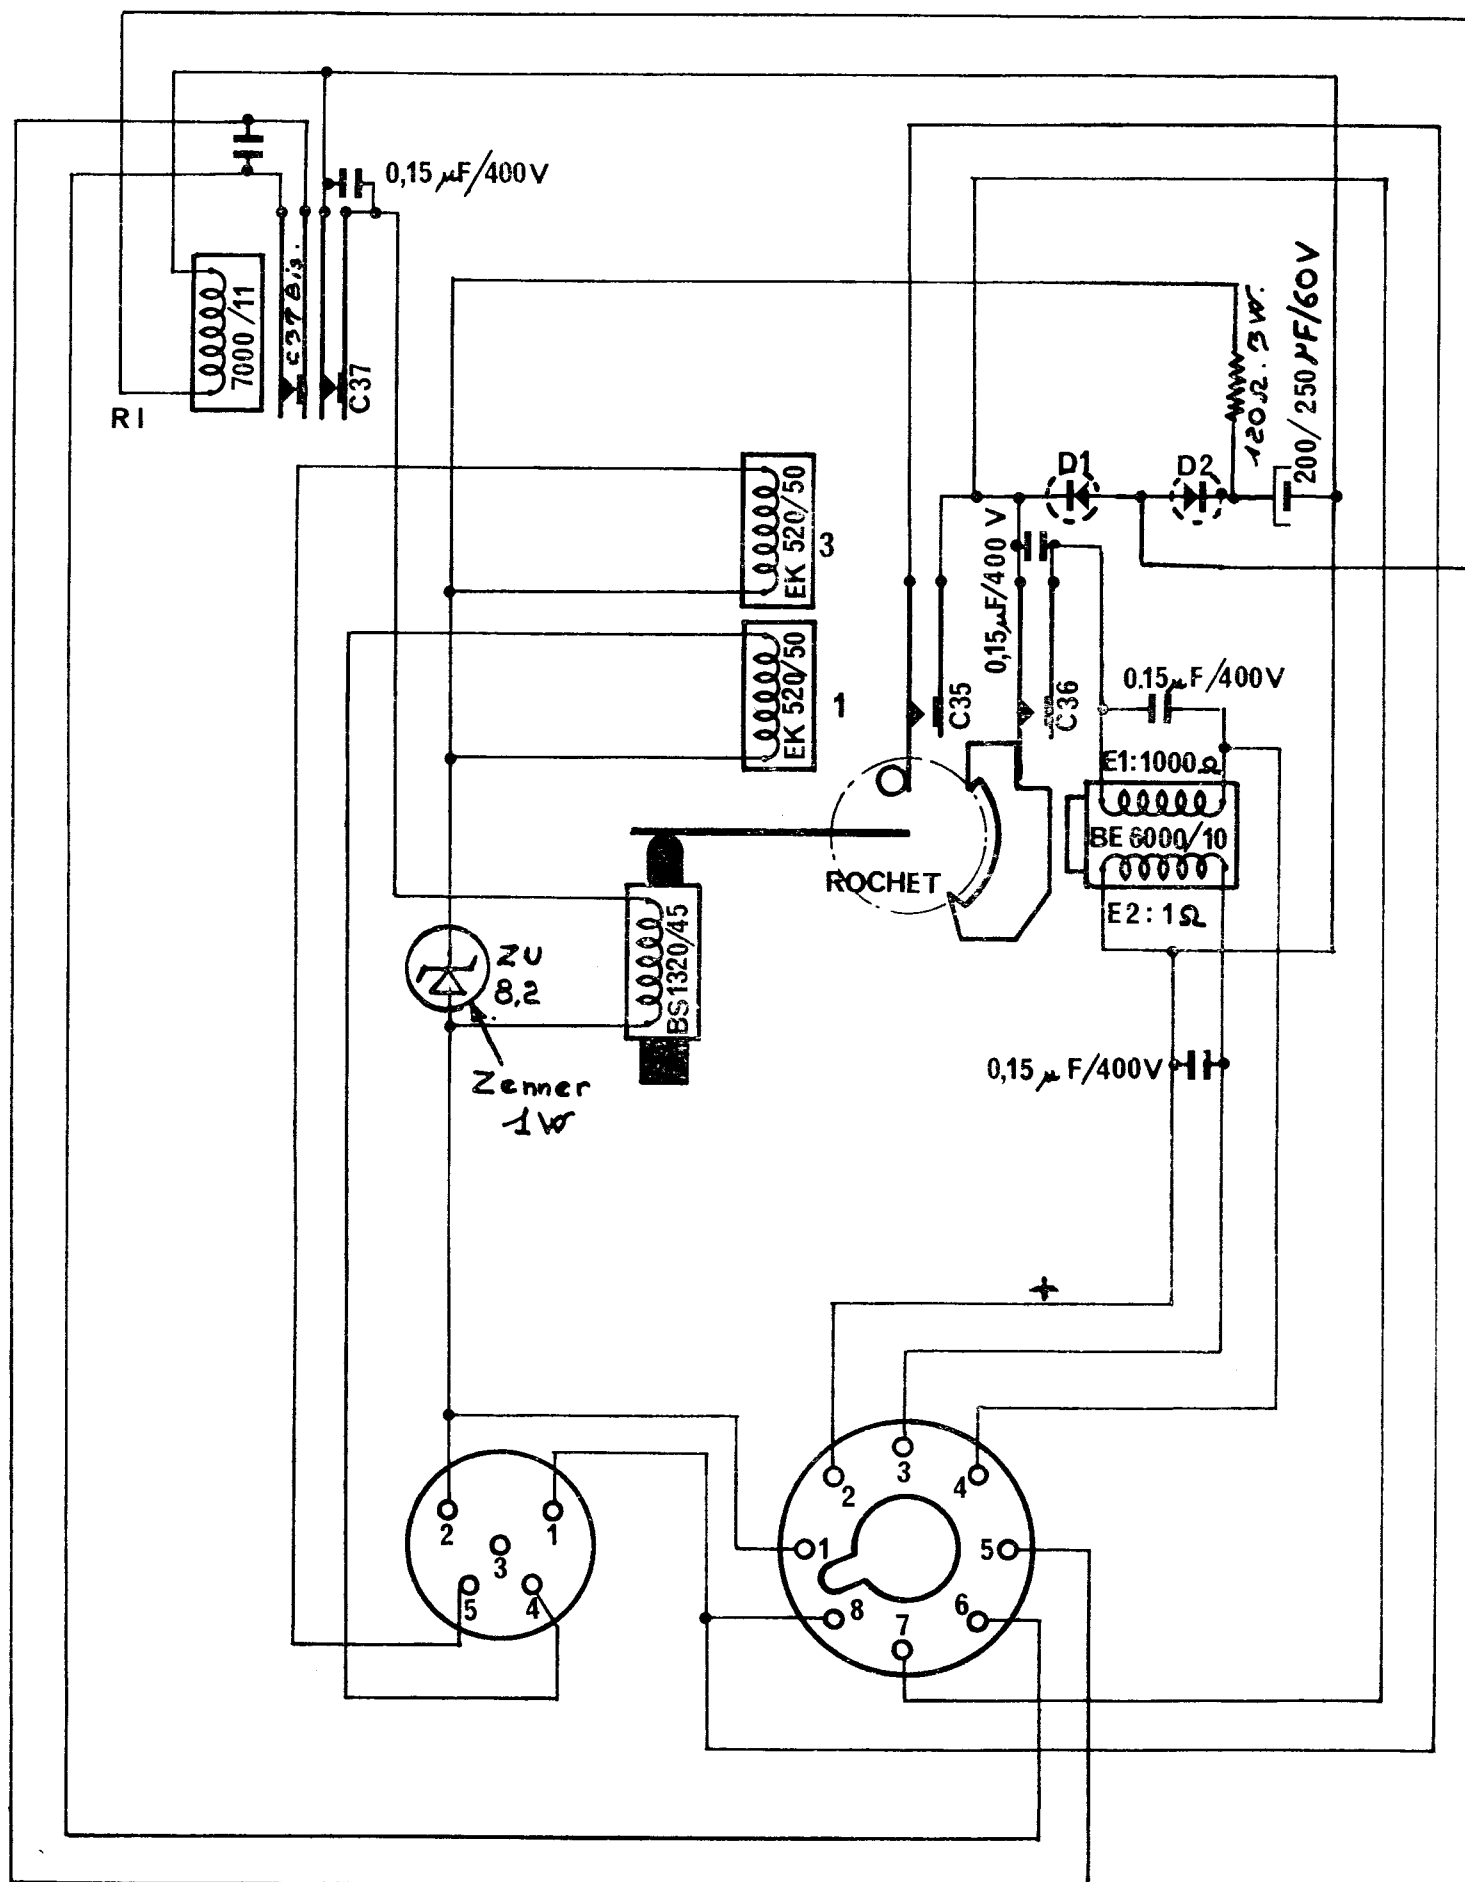 0,15 µF/400V
7000/11
C37 Bis.
C37
R1
120Ω. 3W.
200/250µF/60V
EK 520/50
3
D1
D2
0,15µF/400 V
EK 520/50
1
C35
C36
0.15µF/400V
E1:1000Ω
BE 6000/10
E2:1Ω
ROCHET
BS1320/45
ZU
8,2
Zenner
1W
0,15µF/400V
+
2
1
3
5
4
3
2
4
1
5
8
7
6